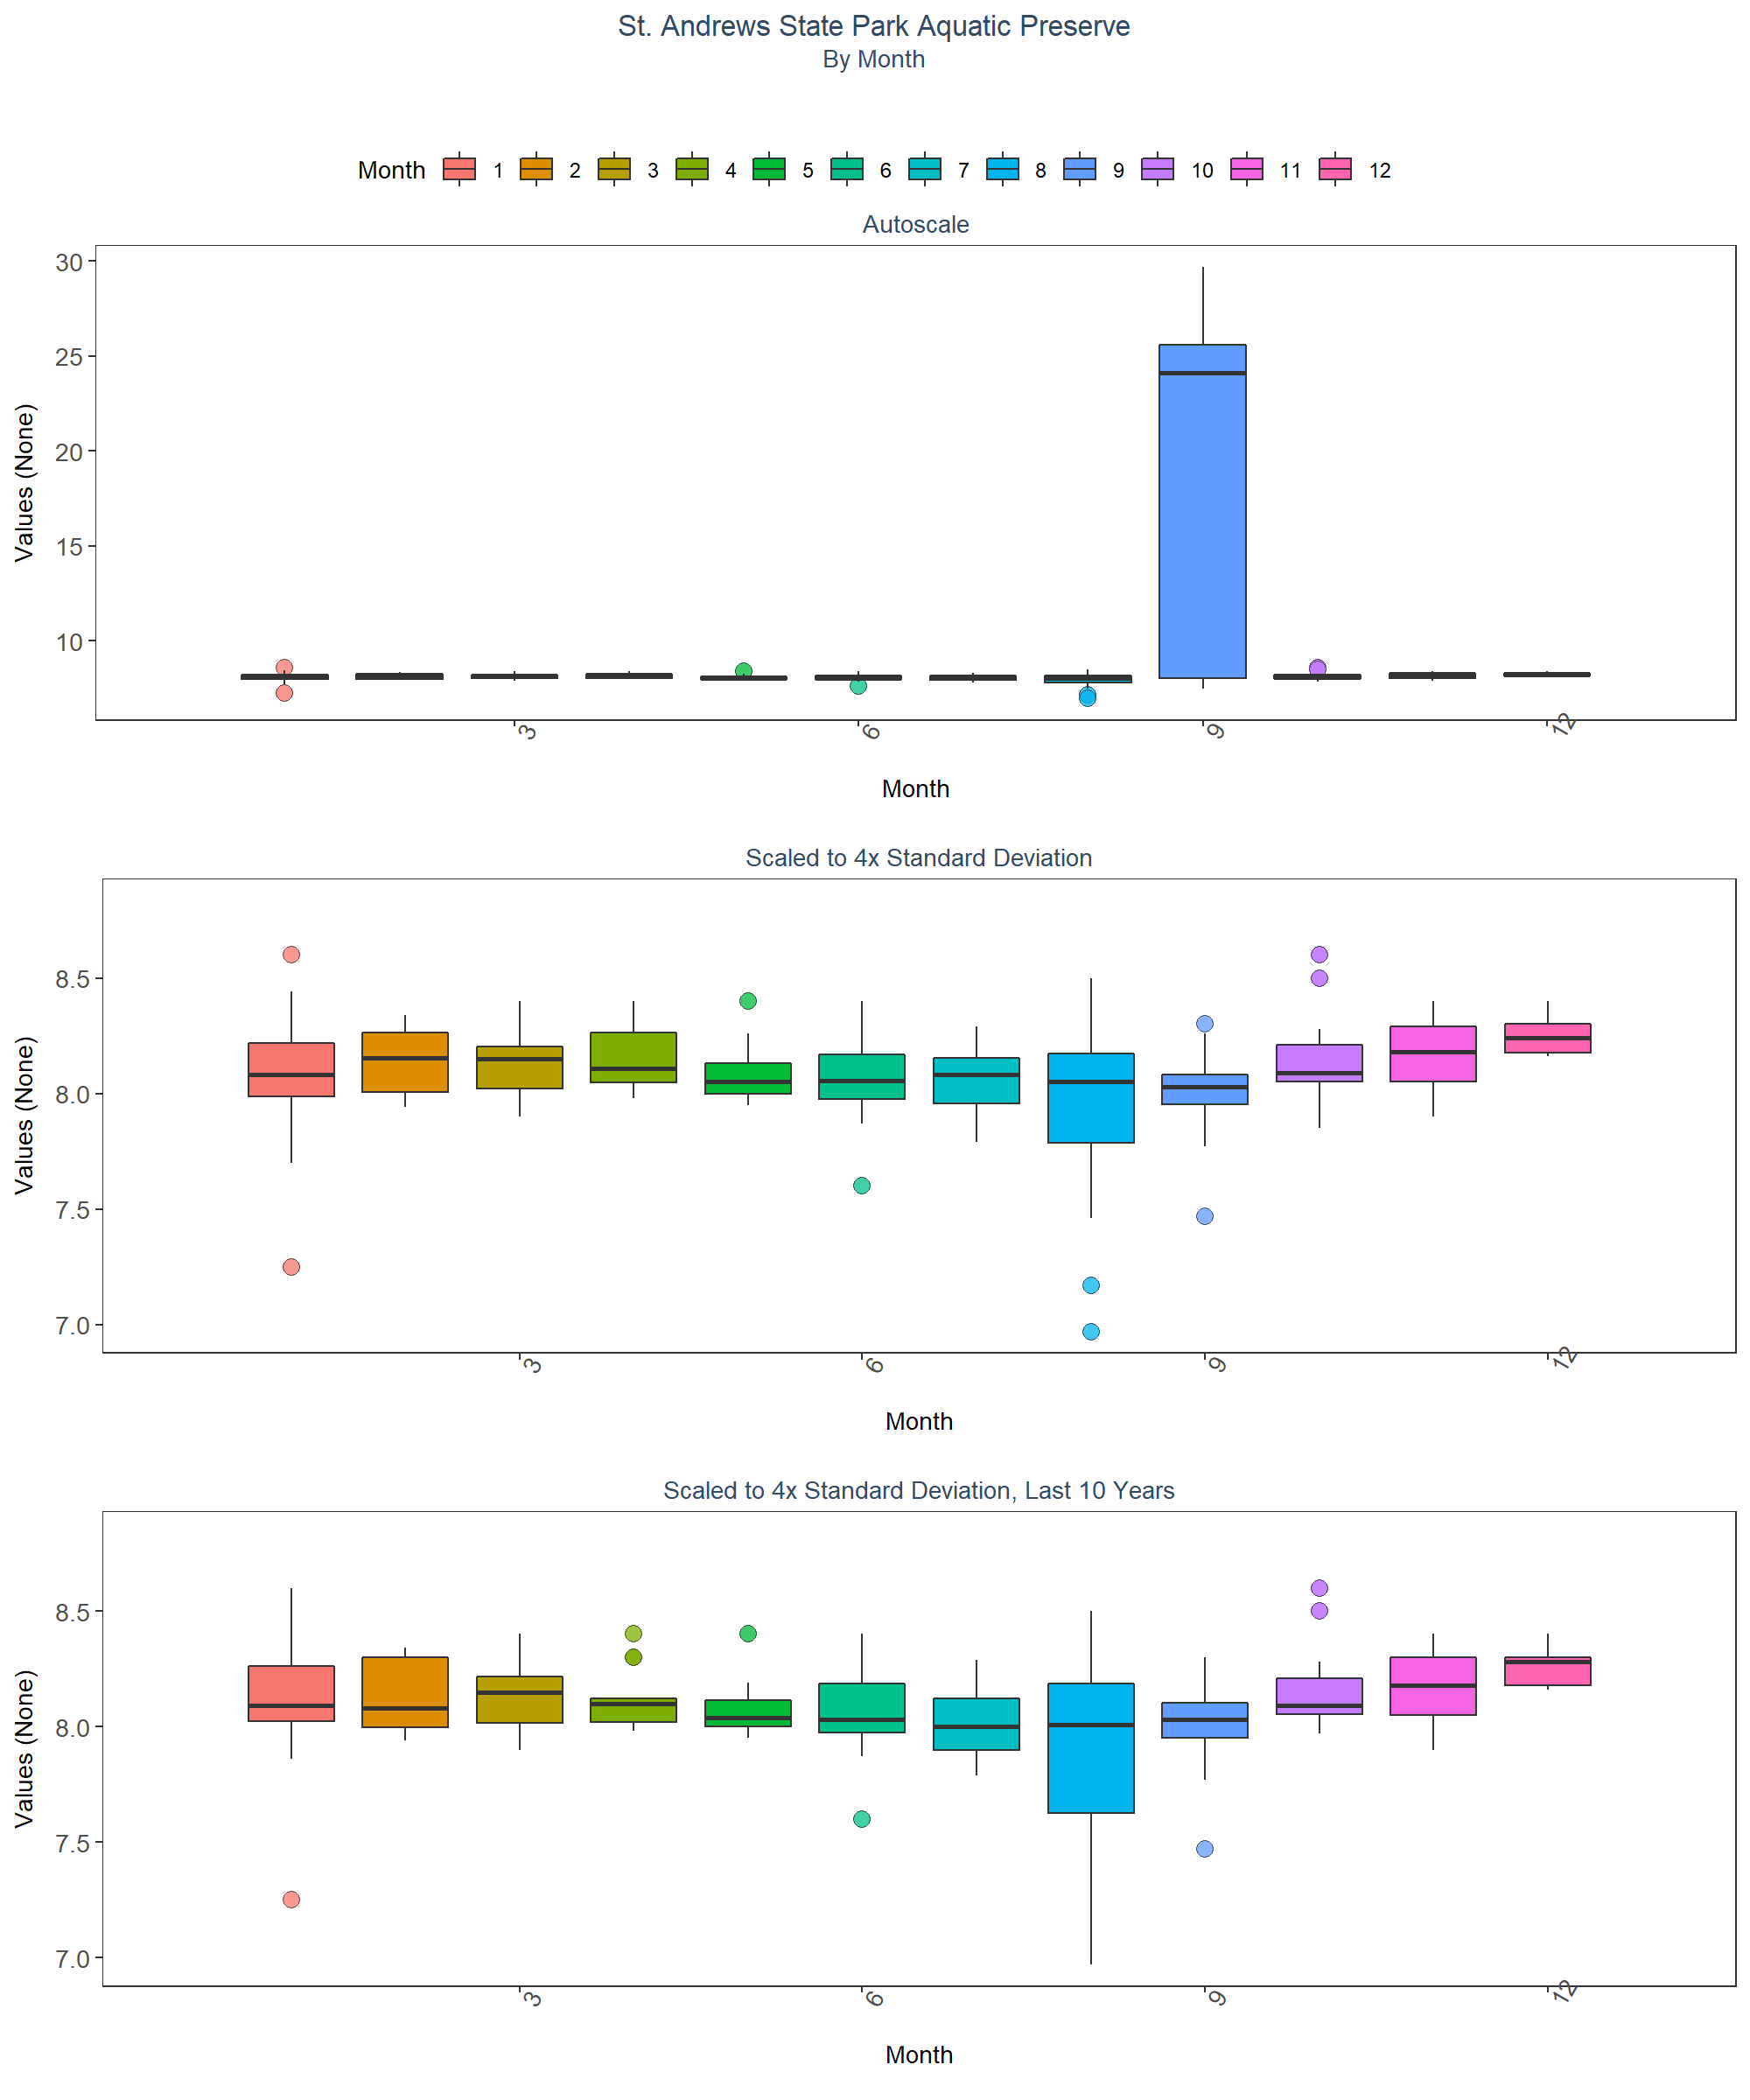 St. Andrews State Park Aquatic Preserve
By Month
Month 1 2 3 4 5 6 7 8 9 10 11 12
Autoscale
Values (None)
30
25
20
15
10
3 6 9 12
Month
Scaled to 4x Standard Deviation
Values (None)
8.5
8.0
7.5
7.0
3 6 9 12
Month
Scaled to 4x Standard Deviation, Last 10 Years
Values (None)
8.5
8.0
7.5
7.0
3 6 9 12
Month